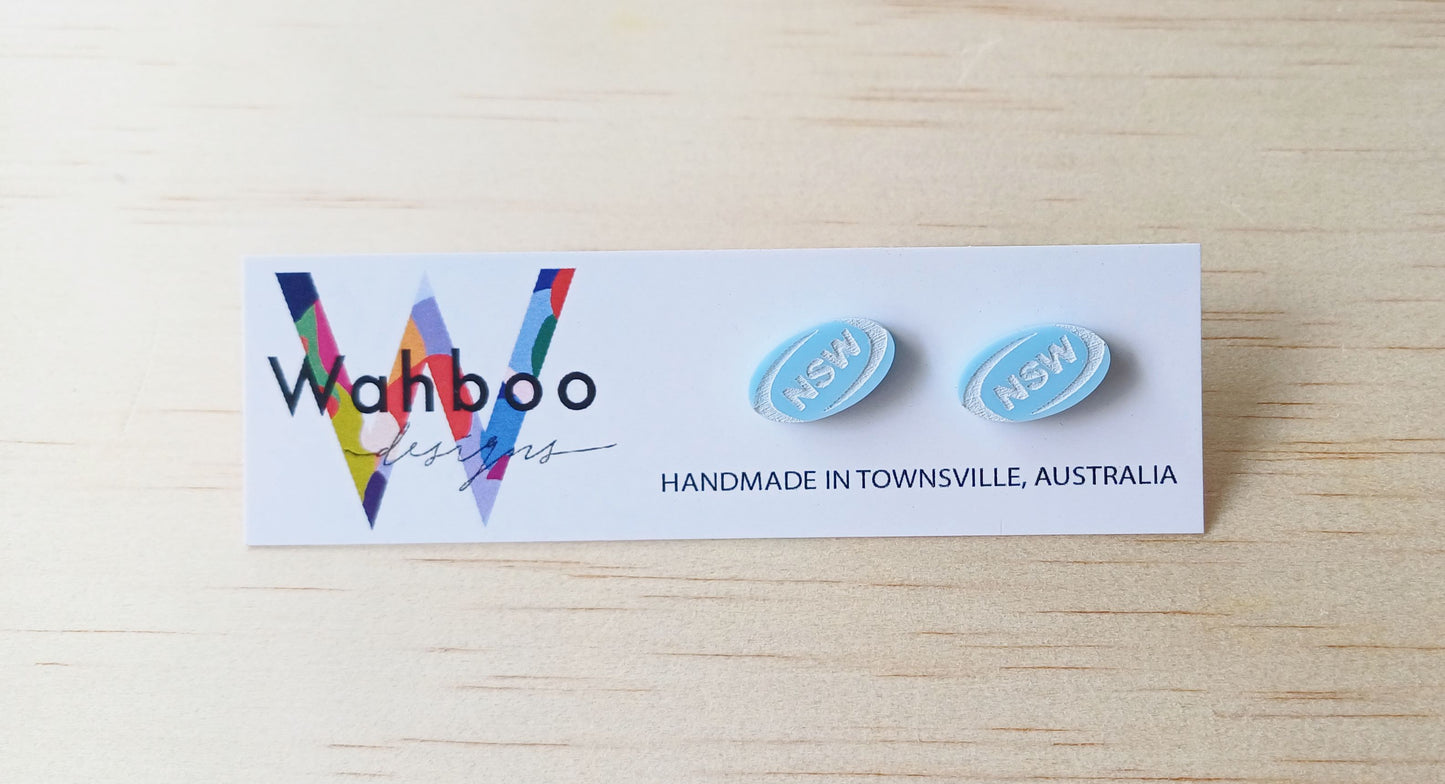 Wahboo
designs
NSW
NSW
HANDMADE IN TOWNSVILLE, AUSTRALIA